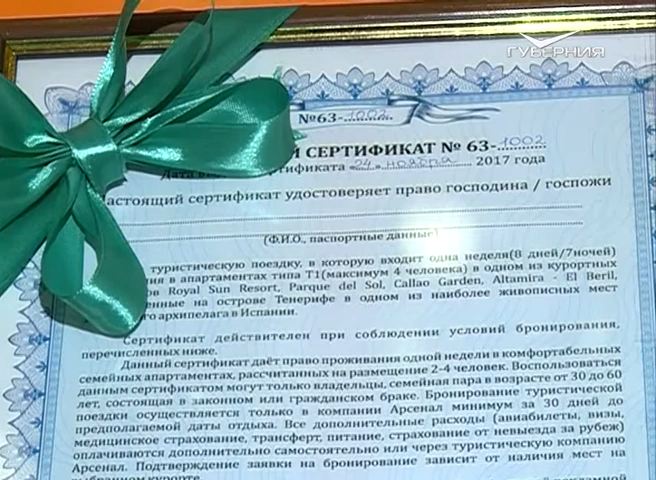 ГУБЕРНИЯ
№63-1002
СЕРТИФИКАТ № 63-1002
Дата сертификата «24» ноября 2017 года
Настоящий сертификат удостоверяет право господина / госпожи
(Ф.И.О., паспортные данные)
туристическую поездку, в которую входит одна неделя(8 дней/7ночей)
в апартаментах типа Т1(максимум 4 человека) в одном из курортных
Royal Sun Resort, Parque del Sol, Callao Garden, Altamira - El Beril,
на острове Тенерифе в одном из наиболее живописных мест
архипелага в Испании.
Сертификат действителен при соблюдении условий бронирования,
перечисленных ниже.
Данный сертификат даёт право проживания одной недели в комфортабельных
семейных апартаментах, рассчитанных на размещение 2-4 человек. Воспользоваться
данным сертификатом могут только владельцы, семейная пара в возрасте от 30 до 60
лет, состоящая в законном или гражданском браке. Бронирование туристической
поездки осуществляется только в компании Арсенал минимум за 30 дней до
предполагаемой даты отдыха. Все дополнительные расходы (авиабилеты, визы,
медицинское страхование, трансферт, питание, страхование от невыезда за рубеж)
оплачиваются дополнительно самостоятельно или через туристическую компанию
Арсенал. Подтверждение заявки на бронирование зависит от наличия мест на
выбранном курорте.